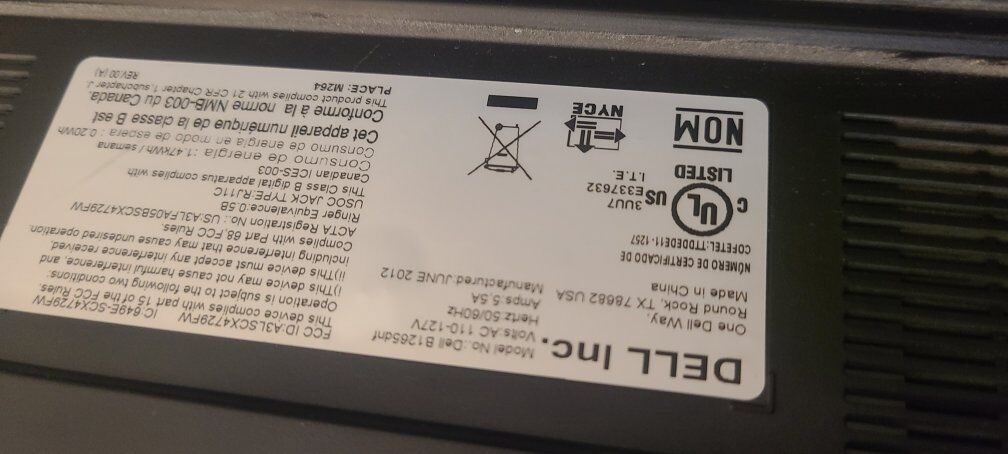 DELL Inc.
One Dell Way.
Round Rock, TX 78682 USA
Made in China
NÚMERO DE CERTIFICADO DE
COFETEL:TTDDEDE11-1257
C UL US
LISTED
3UU7
E337632
I.T.E.
NOM
NYCE
Model No.:Dell B1265dnf
Volts:AC 110-127V
Hertz:50/60Hz
Amps:5.5A
Manufactured:JUNE 2012
FCC ID:A3LSCX4729FW IC:649E-SCX4729FW
This device complies with part 15 of the FCC Rules.
Operation is subject to the following two conditions:
i)This device may not cause harmful interference, and
ii)This device must accept any interference received,
including interference that may cause undesired operation.
Complies with Part 68,FCC Rules.
ACTA Registration No.: US:A3LFA05BSCX4729FW
Ringer Equivalence:0.5B
USOC JACK TYPE:RJ11C
This Class B digital apparatus complies with
Canadian ICES-003
Consumo de energía :1.47kWh / semana
Consumo de energía en modo de espera : 0.20Wh
Cet appareil numérique de la classe B est
Conforme à la norme NMB-003 du Canada.
This product complies with 21 CFR Chapter 1,subchapter J.
PLACE: M264
REV.00 (A)